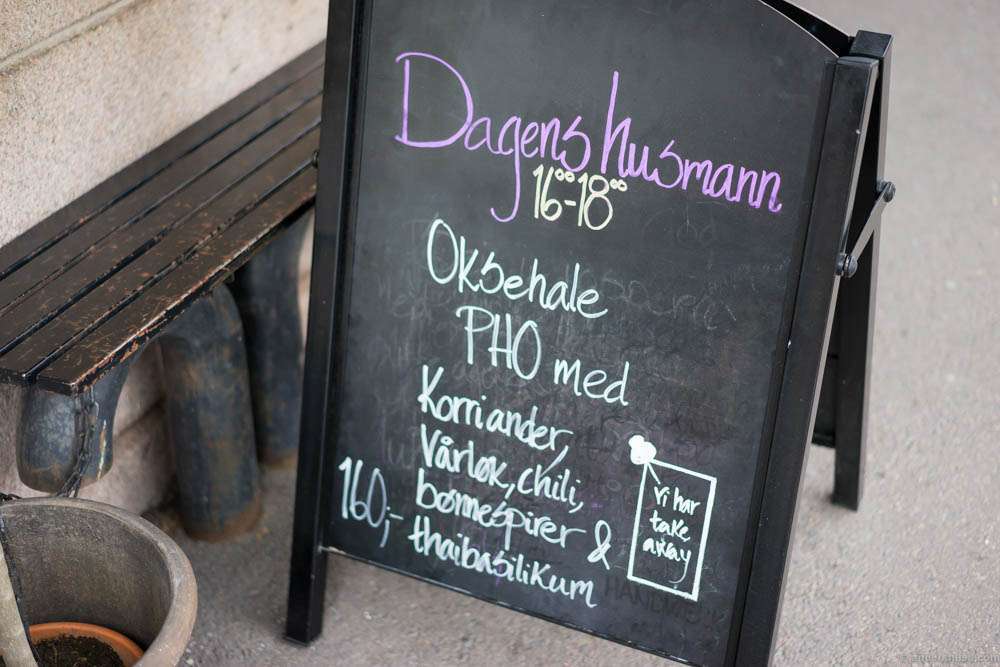 Dagens husmann
16⁰⁰-18⁰⁰
Oksehale
PHO med
Korriander,
Vårløk, chili,
bønnespirer &
160,- thaibasilikum
Vi har
take
away